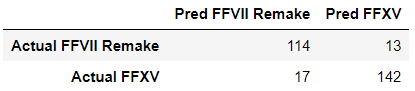 Pred FFVII Remake Pred FFXV
Actual FFVII Remake 114 13
Actual FFXV 17 142